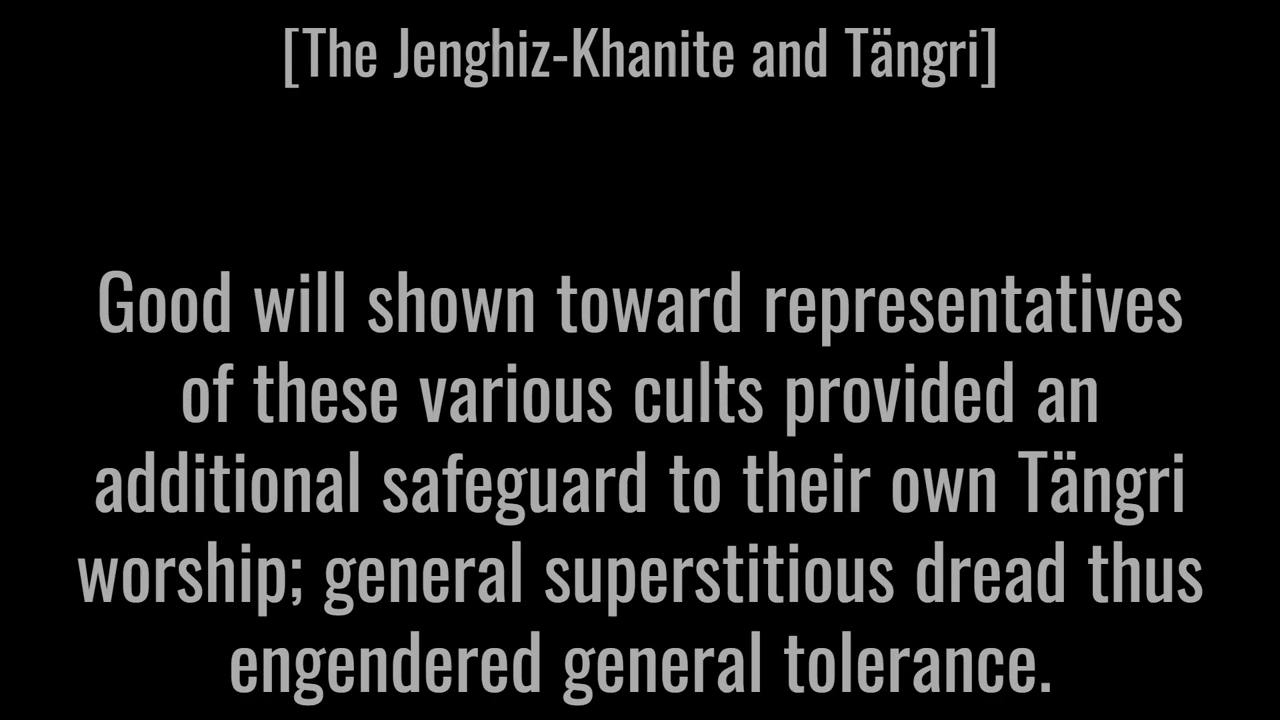 [The Jenghiz-Khanite and Tängri]
Good will shown toward representatives
of these various cults provided an
additional safeguard to their own Tängri
worship; general superstitious dread thus
engendered general tolerance.